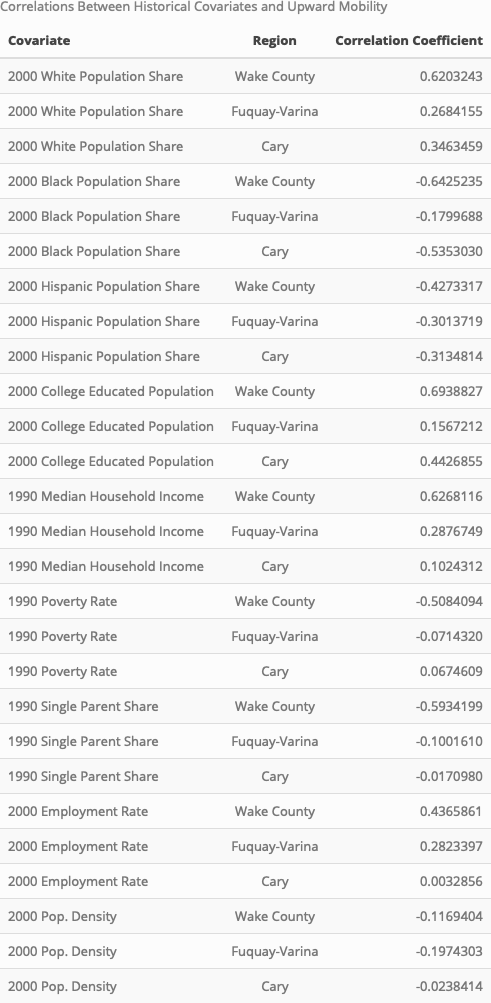 Correlations Between Historical Covariates and Upward Mobility
Covariate Region Correlation Coefficient
2000 White Population Share Wake County 0.6203243
2000 White Population Share Fuquay-Varina 0.2684155
2000 White Population Share Cary 0.3463459
2000 Black Population Share Wake County -0.6425235
2000 Black Population Share Fuquay-Varina -0.1799688
2000 Black Population Share Cary -0.5353030
2000 Hispanic Population Share Wake County -0.4273317
2000 Hispanic Population Share Fuquay-Varina -0.3013719
2000 Hispanic Population Share Cary -0.3134814
2000 College Educated Population Wake County 0.6938827
2000 College Educated Population Fuquay-Varina 0.1567212
2000 College Educated Population Cary 0.4426855
1990 Median Household Income Wake County 0.6268116
1990 Median Household Income Fuquay-Varina 0.2876749
1990 Median Household Income Cary 0.1024312
1990 Poverty Rate Wake County -0.5084094
1990 Poverty Rate Fuquay-Varina -0.0714320
1990 Poverty Rate Cary 0.0674609
1990 Single Parent Share Wake County -0.5934199
1990 Single Parent Share Fuquay-Varina -0.1001610
1990 Single Parent Share Cary -0.0170980
2000 Employment Rate Wake County 0.4365861
2000 Employment Rate Fuquay-Varina 0.2823397
2000 Employment Rate Cary 0.0032856
2000 Pop. Density Wake County -0.1169404
2000 Pop. Density Fuquay-Varina -0.1974303
2000 Pop. Density Cary -0.0238414